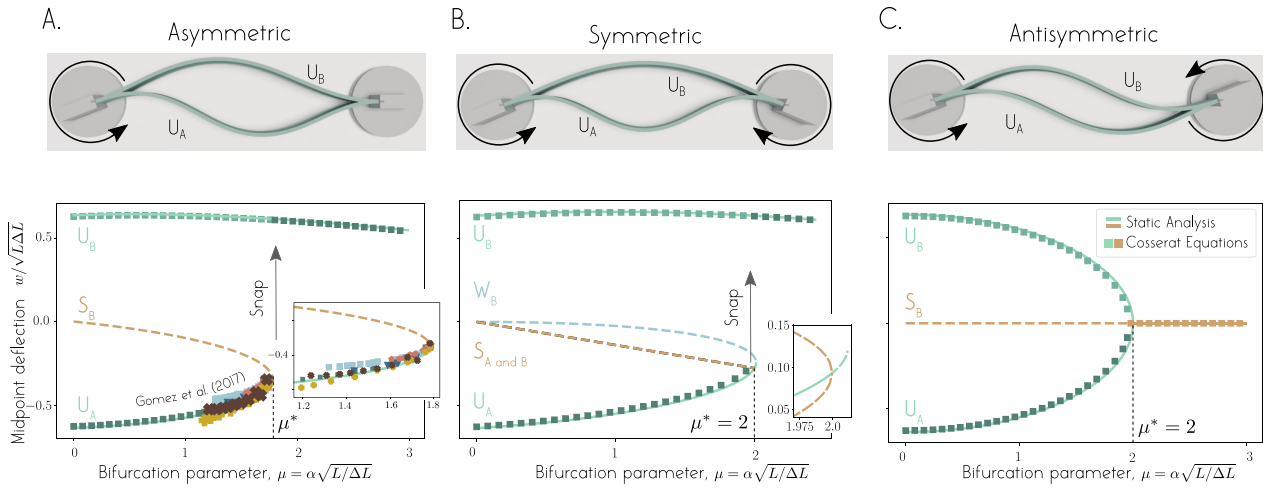 A.
Asymmetric
U_B
U_A
B.
Symmetric
U_B
U_A
C.
Antisymmetric
U_B
U_A
Midpoint deflection w/√LΔL
0.5
0.0
−0.5
U_B
S_B
U_A
Gomez et al. (2017)
Snap
μ*
−0.4
1.2
1.4
1.6
1.8
0
1
2
3
Bifurcation parameter, μ = α√L/ΔL
U_B
W_B
S_A and B
U_A
Snap
μ* = 2
0.15
0.10
0.05
1.975
2.0
0
1
2
Bifurcation parameter, μ = α√L/ΔL
Static Analysis
Cosserat Equations
U_B
S_B
U_A
μ* = 2
0
1
2
3
Bifurcation parameter, μ = α√L/ΔL